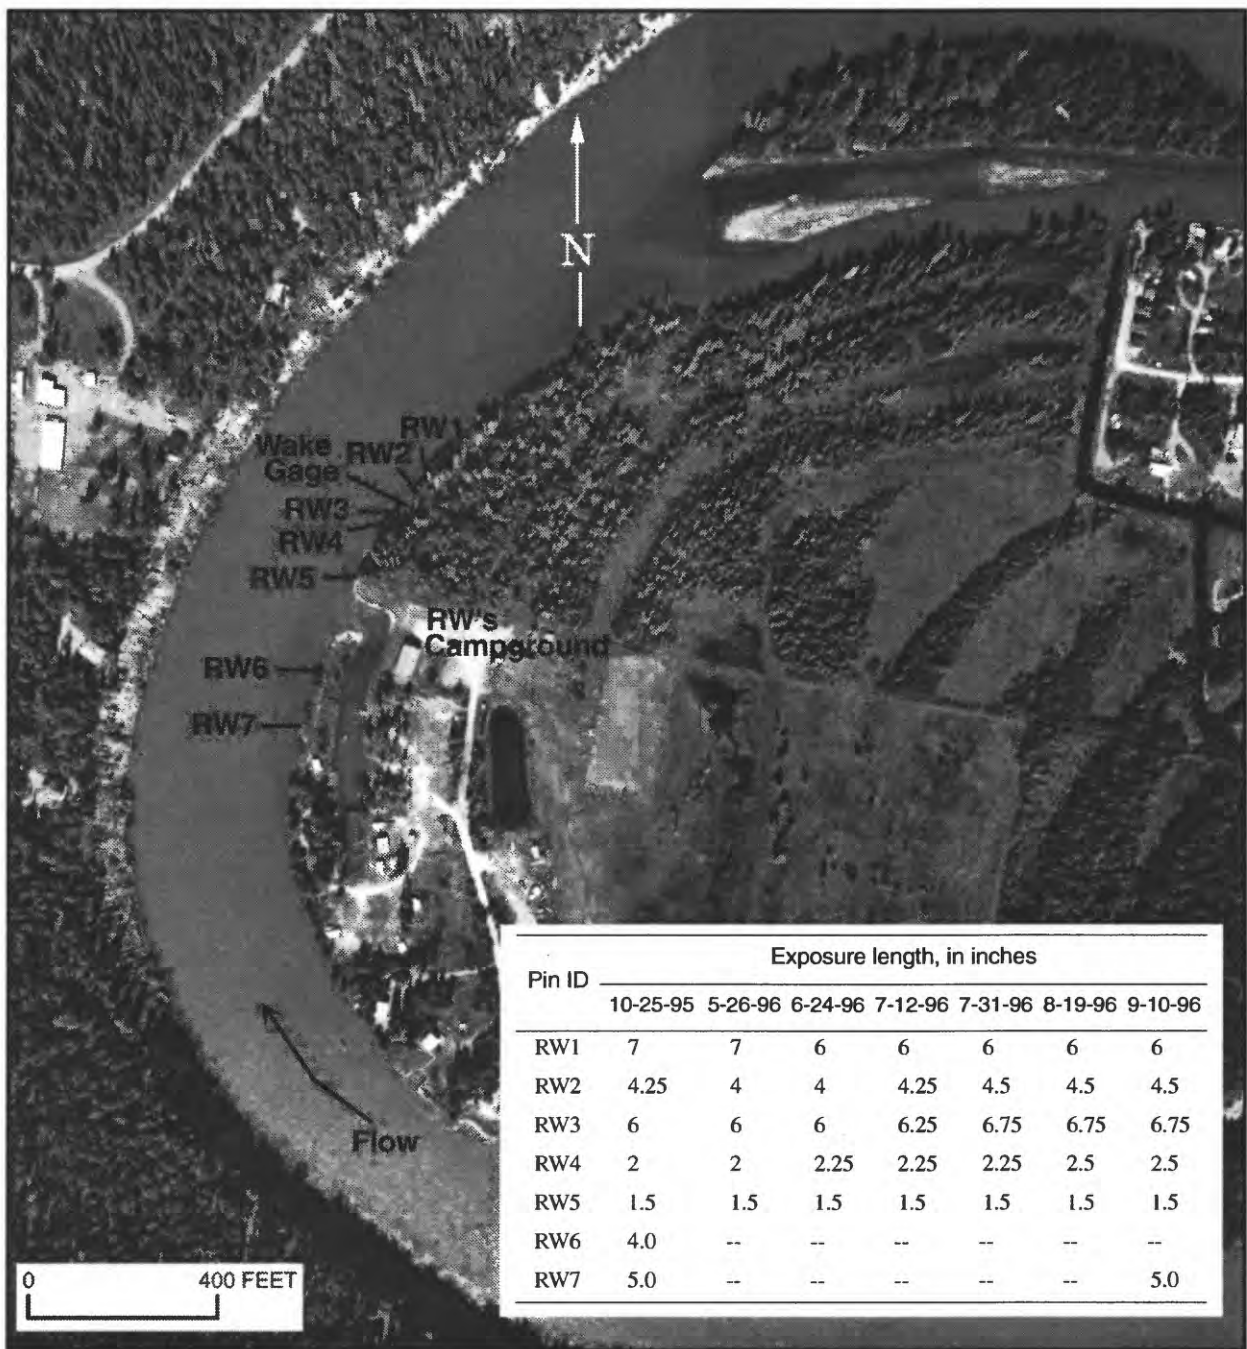 N
RW1
Wake
Gage
RW2
RW3
RW4
RW5
RW's
Campground
RW6
RW7
Flow
0 400 FEET
Exposure length, in inches
Pin ID
10-25-95 5-26-96 6-24-96 7-12-96 7-31-96 8-19-96 9-10-96
RW1 7 7 6 6 6 6 6
RW2 4.25 4 4 4.25 4.5 4.5 4.5
RW3 6 6 6 6.25 6.75 6.75 6.75
RW4 2 2 2.25 2.25 2.25 2.5 2.5
RW5 1.5 1.5 1.5 1.5 1.5 1.5 1.5
RW6 4.0 -- -- -- -- -- --
RW7 5.0 -- -- -- -- -- 5.0